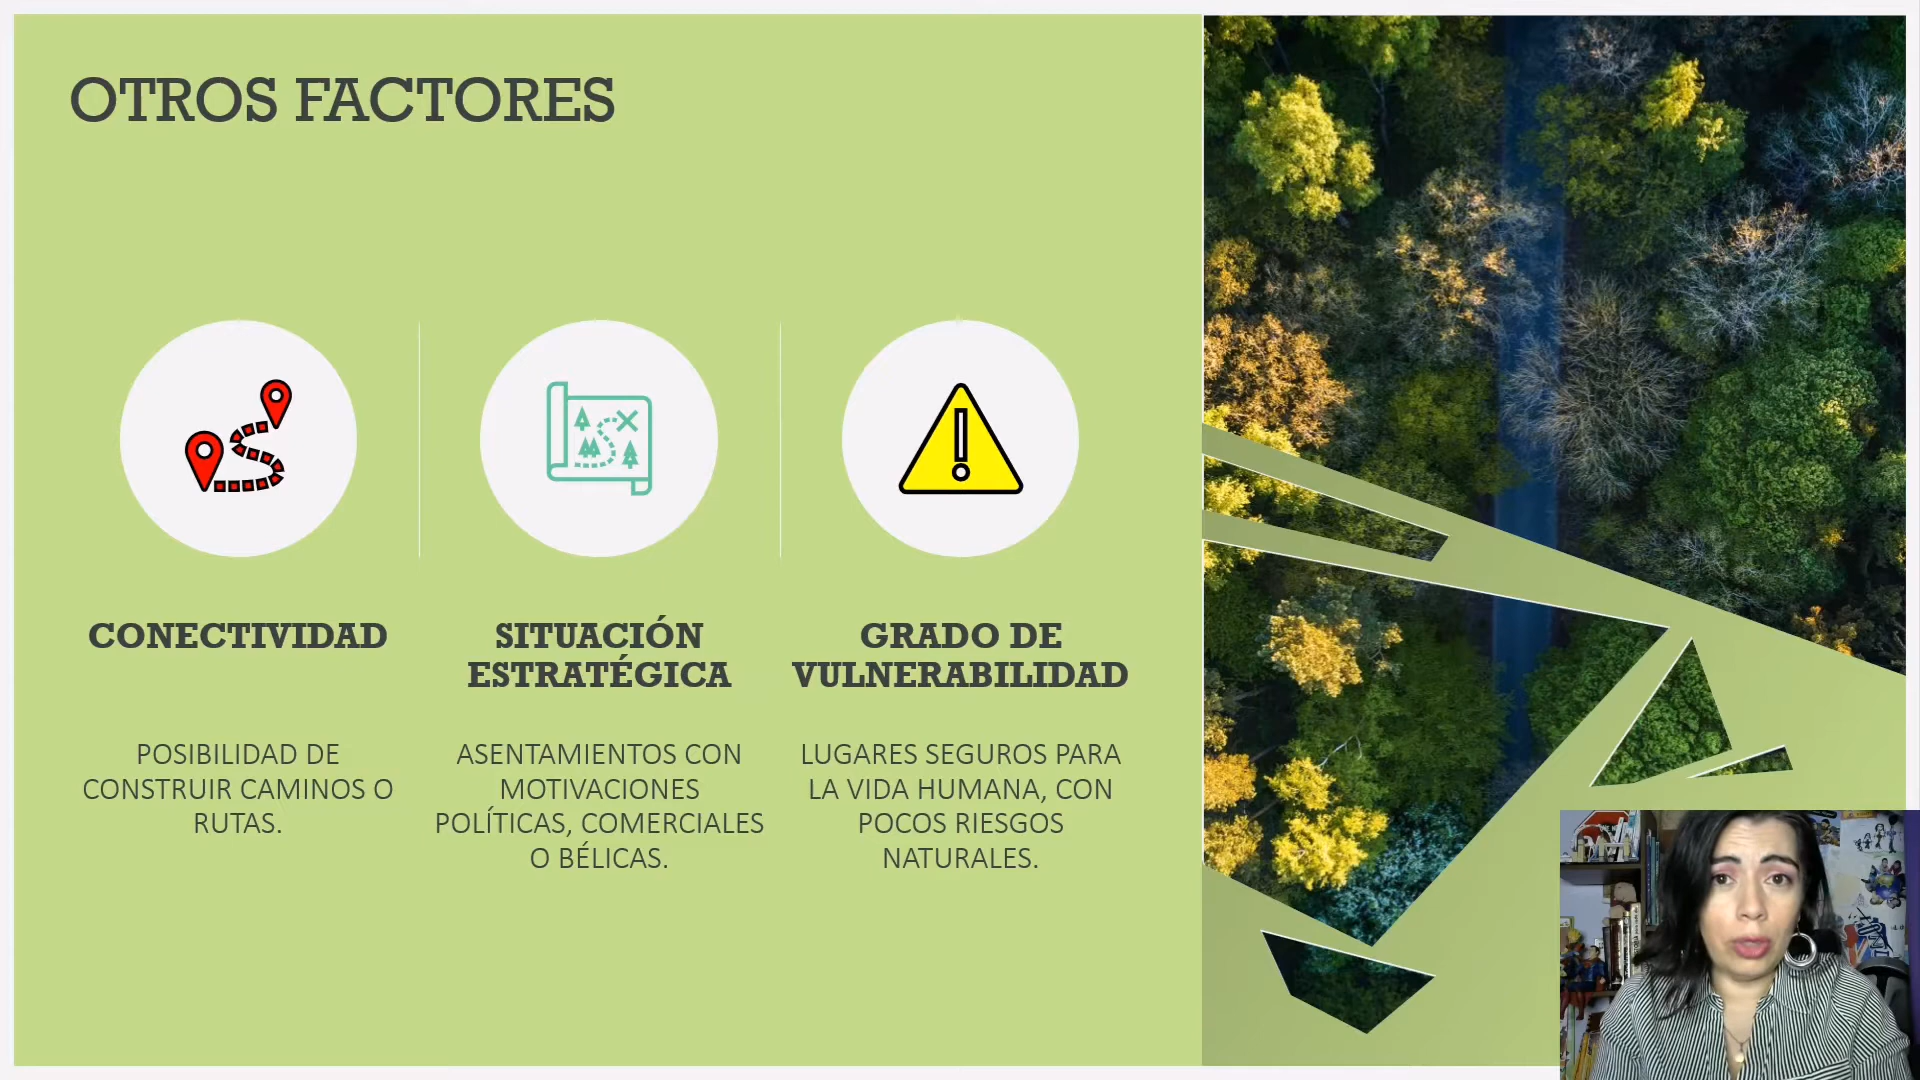 OTROS FACTORES
CONECTIVIDAD
POSIBILIDAD DE
CONSTRUIR CAMINOS O
RUTAS.
SITUACIÓN
ESTRATÉGICA
ASENTAMIENTOS CON
MOTIVACIONES
POLÍTICAS, COMERCIALES
O BÉLICAS.
GRADO DE
VULNERABILIDAD
LUGARES SEGUROS PARA
LA VIDA HUMANA, CON
POCOS RIESGOS
NATURALES.